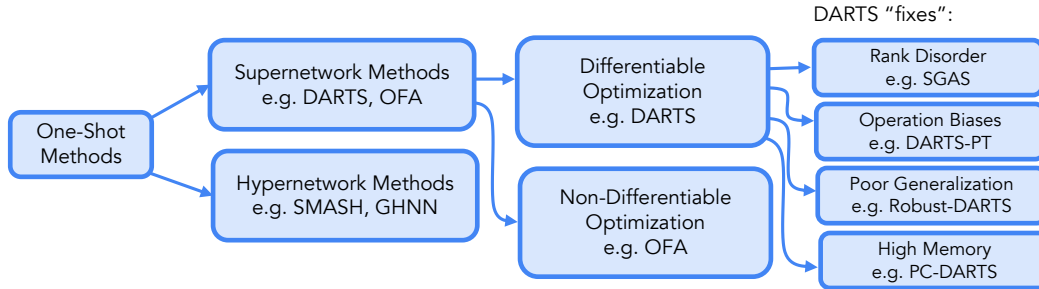 DARTS “fixes”:
One-Shot
Methods
Supernetwork Methods
e.g. DARTS, OFA
Hypernetwork Methods
e.g. SMASH, GHNN
Differentiable
Optimization
e.g. DARTS
Non-Differentiable
Optimization
e.g. OFA
Rank Disorder
e.g. SGAS
Operation Biases
e.g. DARTS-PT
Poor Generalization
e.g. Robust-DARTS
High Memory
e.g. PC-DARTS